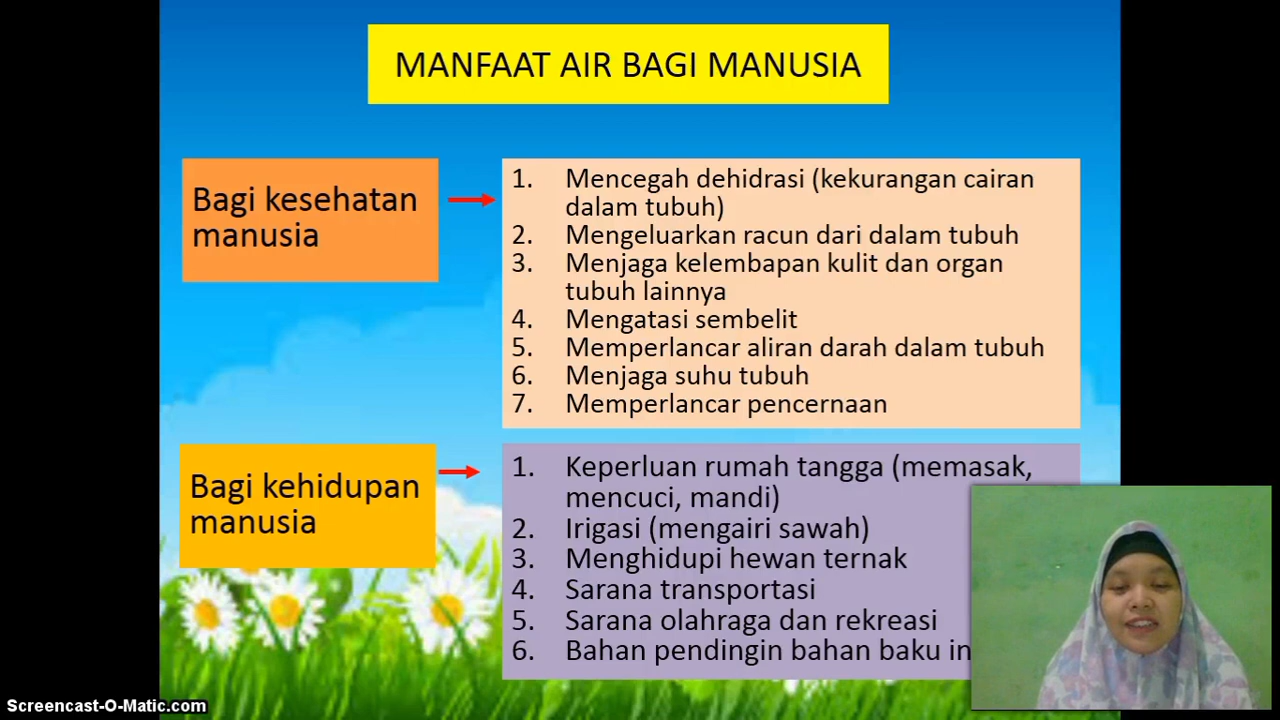 MANFAAT AIR BAGI MANUSIA
Bagi kesehatan
manusia
1. Mencegah dehidrasi (kekurangan cairan
dalam tubuh)
2. Mengeluarkan racun dari dalam tubuh
3. Menjaga kelembapan kulit dan organ
tubuh lainnya
4. Mengatasi sembelit
5. Memperlancar aliran darah dalam tubuh
6. Menjaga suhu tubuh
7. Memperlancar pencernaan
Bagi kehidupan
manusia
1. Keperluan rumah tangga (memasak,
mencuci, mandi)
2. Irigasi (mengairi sawah)
3. Menghidupi hewan ternak
4. Sarana transportasi
5. Sarana olahraga dan rekreasi
6. Bahan pendingin bahan baku
Screencast-O-Matic.com